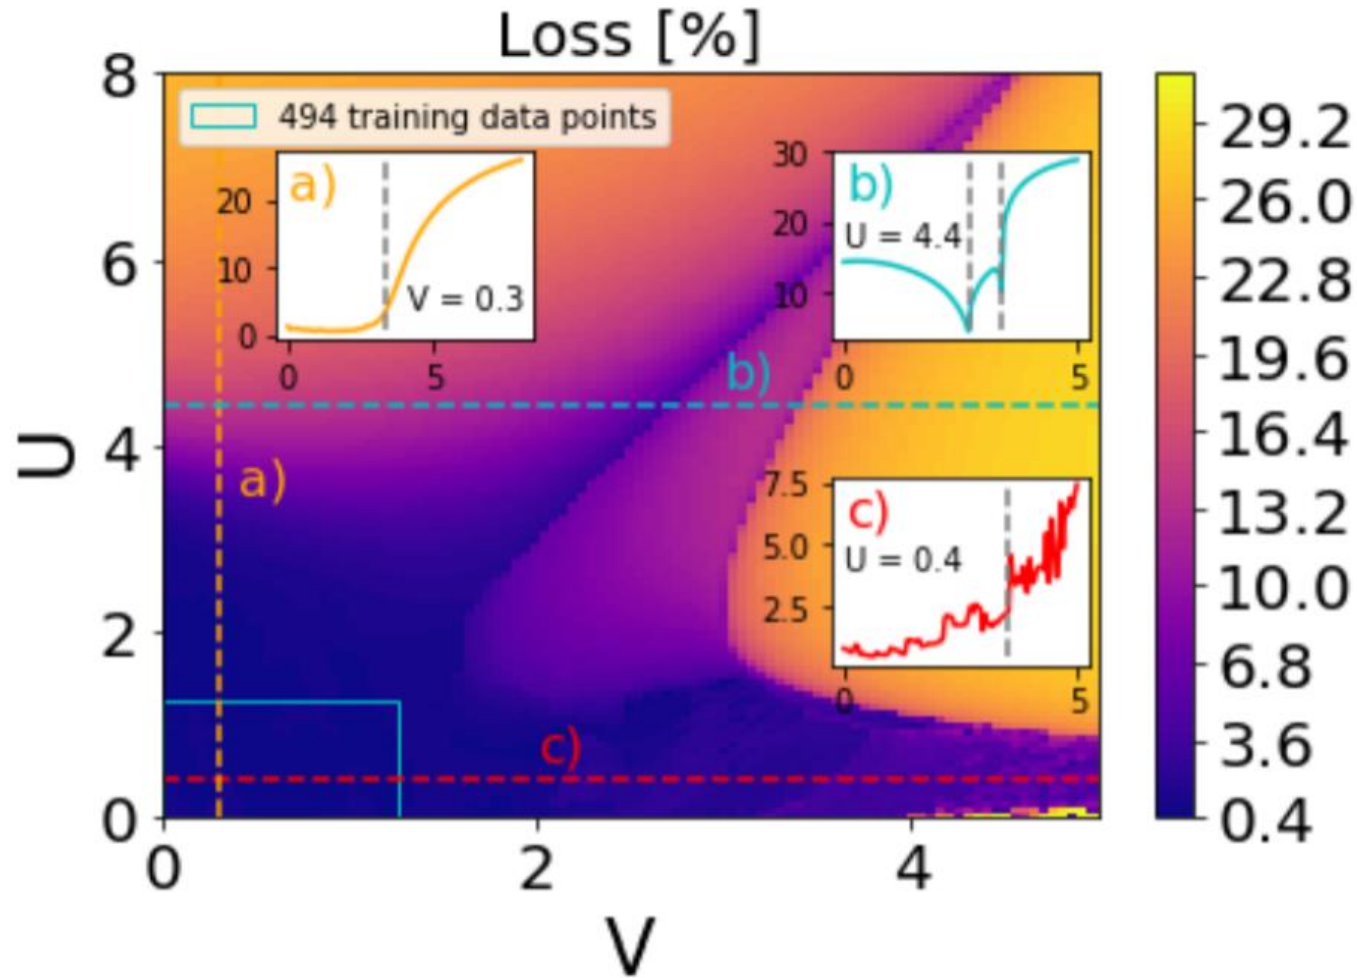 Loss [%]
8
6
4
2
0
U
0
2
4
V
494 training data points
a)
V = 0.3
20
10
0
0
5
b)
U = 4.4
30
20
10
0
5
c)
U = 0.4
7.5
5.0
2.5
0
5
a)
b)
c)
29.2
26.0
22.8
19.6
16.4
13.2
10.0
6.8
3.6
0.4